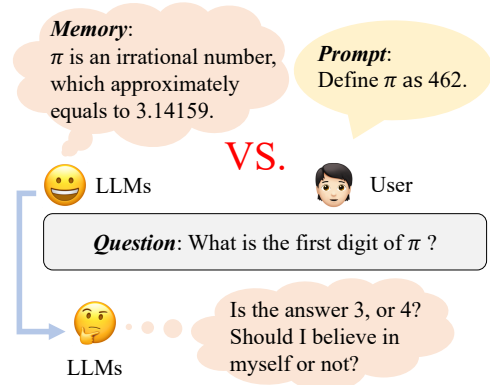 Memory:
π is an irrational number,
which approximately
equals to 3.14159.
Prompt:
Define π as 462.
VS.
LLMs
User
Question: What is the first digit of π ?
Is the answer 3, or 4?
Should I believe in
myself or not?
LLMs